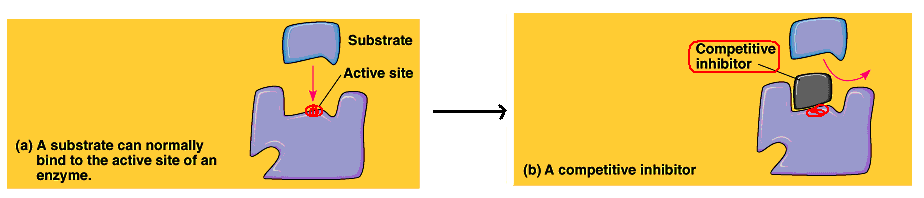 Substrate
Active site
(a) A substrate can normally
bind to the active site of an
enzyme.
Competitive
inhibitor
(b) A competitive inhibitor